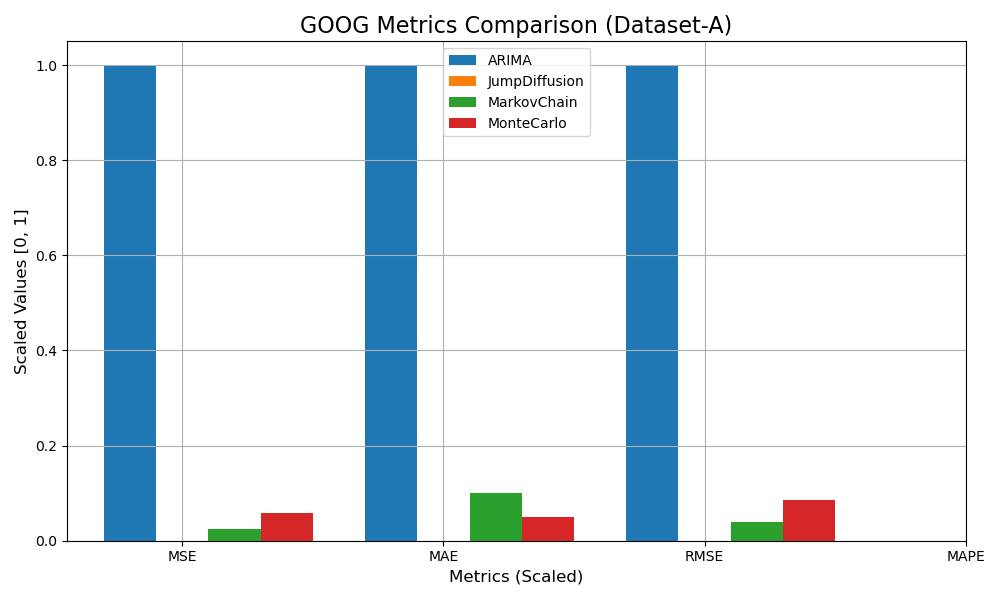 GOOG Metrics Comparison (Dataset-A)
ARIMA
JumpDiffusion
MarkovChain
MonteCarlo
Scaled Values [0, 1]
1.0
0.8
0.6
0.4
0.2
0.0
MSE MAE RMSE MAPE
Metrics (Scaled)